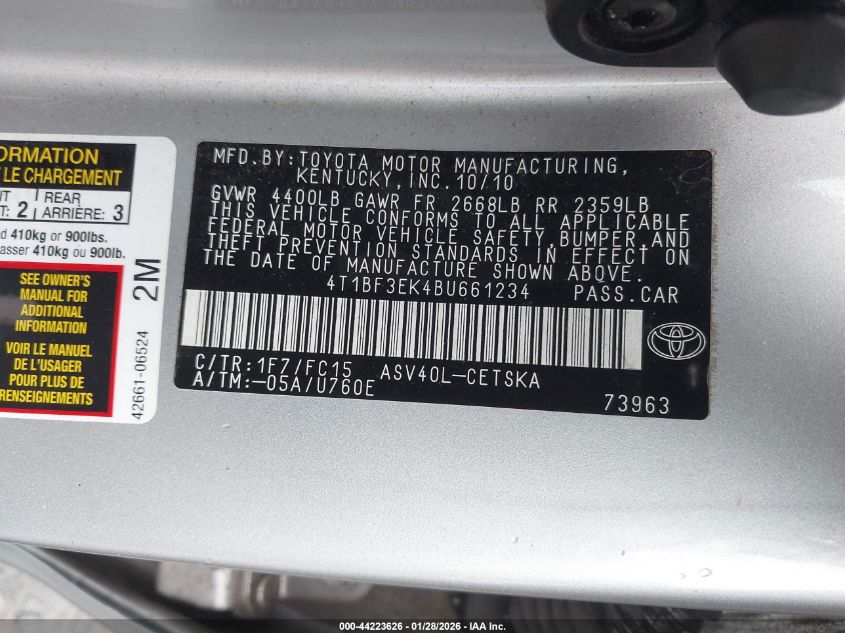 ORMATION
LE CHARGEMENT
REAR
: 2 ARRIÈRE: 3
410kg or 900lbs.
asser 410kg ou 900lb.
SEE OWNER'S
MANUAL FOR
ADDITIONAL
INFORMATION
VOIR LE MANUEL
DE L'USAGER
POUR PLUS DE
RENSEIGNEMENTS
42661-06524 2M
MFD.BY:TOYOTA MOTOR MANUFACTURING,
KENTUCKY,INC.10/10
GVWR 4400LB GAWR FR 2668LB RR 2359LB
THIS VEHICLE CONFORMS TO ALL APPLICABLE
FEDERAL MOTOR VEHICLE SAFETY,BUMPER,AND
THEFT PREVENTION STANDARDS IN EFFECT ON
THE DATE OF MANUFACTURE SHOWN ABOVE.
4T1BF3EK4BU661234 PASS.CAR
C/TR:1F7/FC15 ASV40L-CETSKA
A/TM:-05A/U760E
73963
TOYOTA
000-44223626 | 01/28/2026 | IAA Inc.